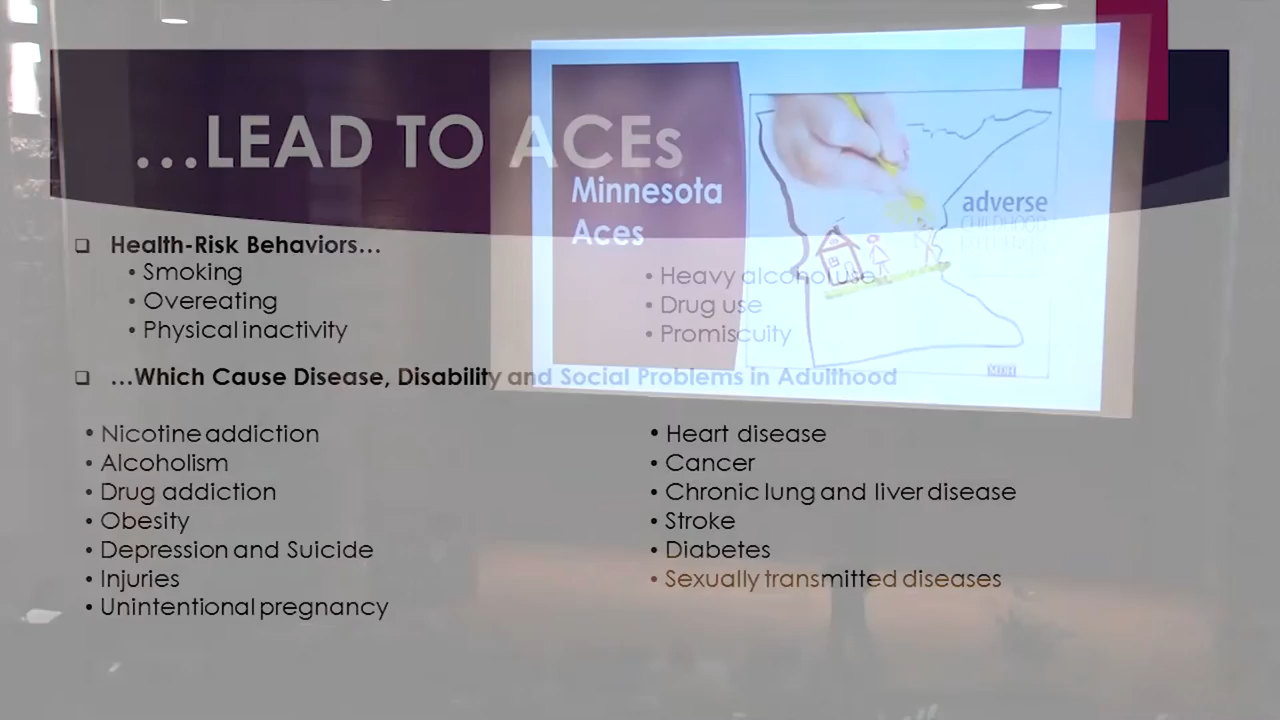 ...LEAD TO ACEs
Minnesota
Aces
adverse
CHILDHOOD
❑ Health-Risk Behaviors...
• Smoking
• Overeating
• Physical inactivity
• Heavy alcohol use
• Drug use
• Promiscuity
❑ ...Which Cause Disease, Disability and Social Problems in Adulthood
• Nicotine addiction
• Alcoholism
• Drug addiction
• Obesity
• Depression and Suicide
• Injuries
• Unintentional pregnancy
• Heart disease
• Cancer
• Chronic lung and liver disease
• Stroke
• Diabetes
• Sexually transmitted diseases